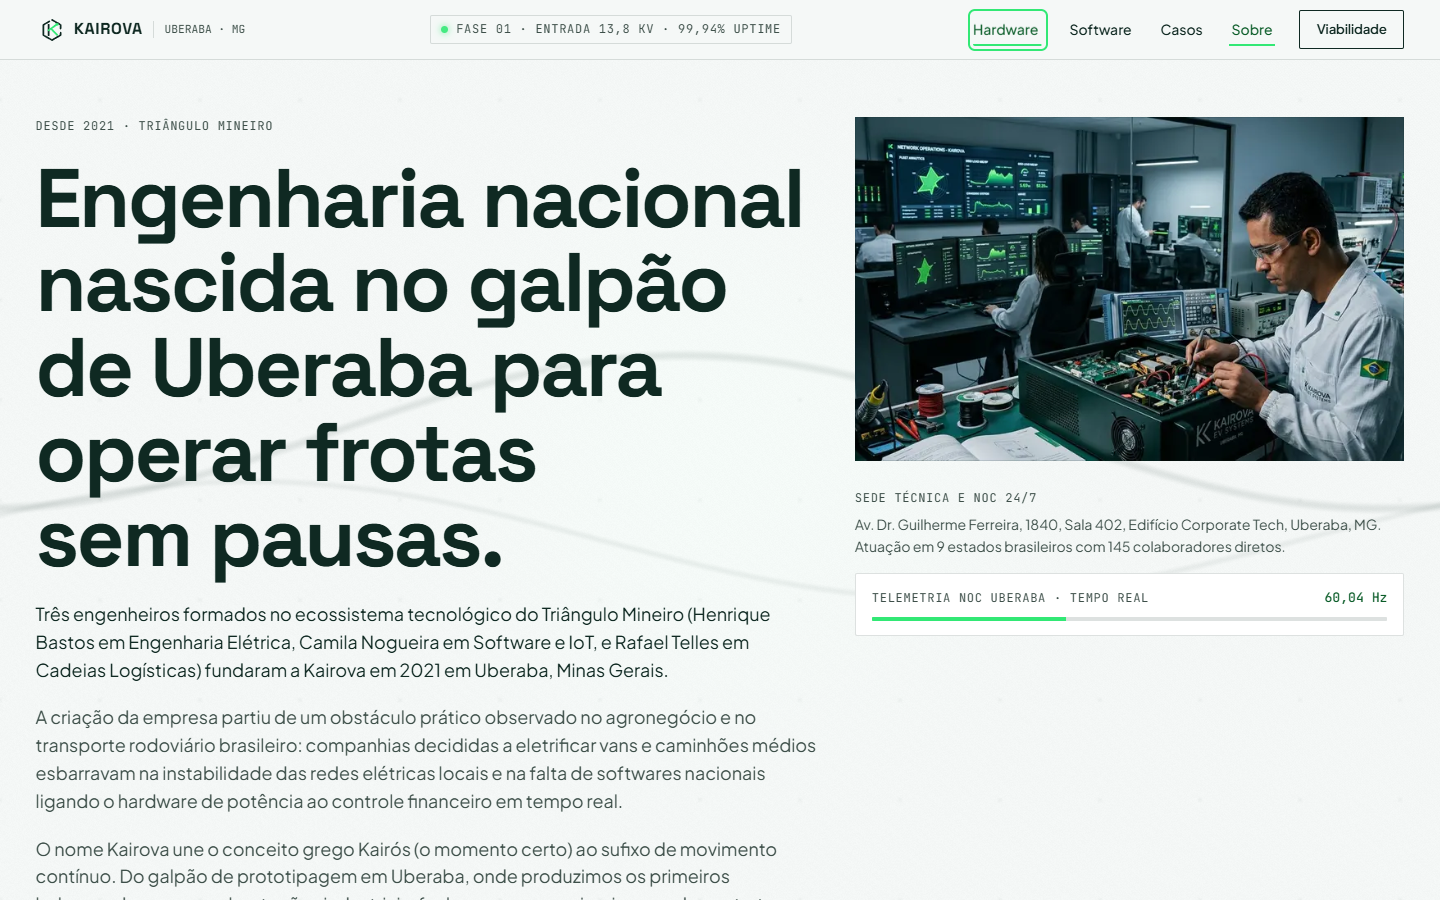 KAIROVA
UBERABA · MG
FASE 01 · ENTRADA 13,8 KV · 99,94% UPTIME
Hardware
Software
Casos
Sobre
Viabilidade
DESDE 2021 · TRIÂNGULO MINEIRO
Engenharia nacional
nascida no galpão
de Uberaba para
operar frotas
sem pausas.
Três engenheiros formados no ecossistema tecnológico do Triângulo Mineiro (Henrique
Bastos em Engenharia Elétrica, Camila Nogueira em Software e IoT, e Rafael Telles em
Cadeias Logísticas) fundaram a Kairova em 2021 em Uberaba, Minas Gerais.
A criação da empresa partiu de um obstáculo prático observado no agronegócio e no
transporte rodoviário brasileiro: companhias decididas a eletrificar vans e caminhões médios
esbarravam na instabilidade das redes elétricas locais e na falta de softwares nacionais
ligando o hardware de potência ao controle financeiro em tempo real.
O nome Kairova une o conceito grego Kairós (o momento certo) ao sufixo de movimento
contínuo. Do galpão de prototipagem em Uberaba, onde produzimos os primeiros
NETWORK OPERATIONS - KAIROVA
KAIROVA
EV SYSTEMS
SEDE TÉCNICA E NOC 24/7
Av. Dr. Guilherme Ferreira, 1840, Sala 402, Edifício Corporate Tech, Uberaba, MG.
Atuação em 9 estados brasileiros com 145 colaboradores diretos.
TELEMETRIA NOC UBERABA · TEMPO REAL
60,04 Hz